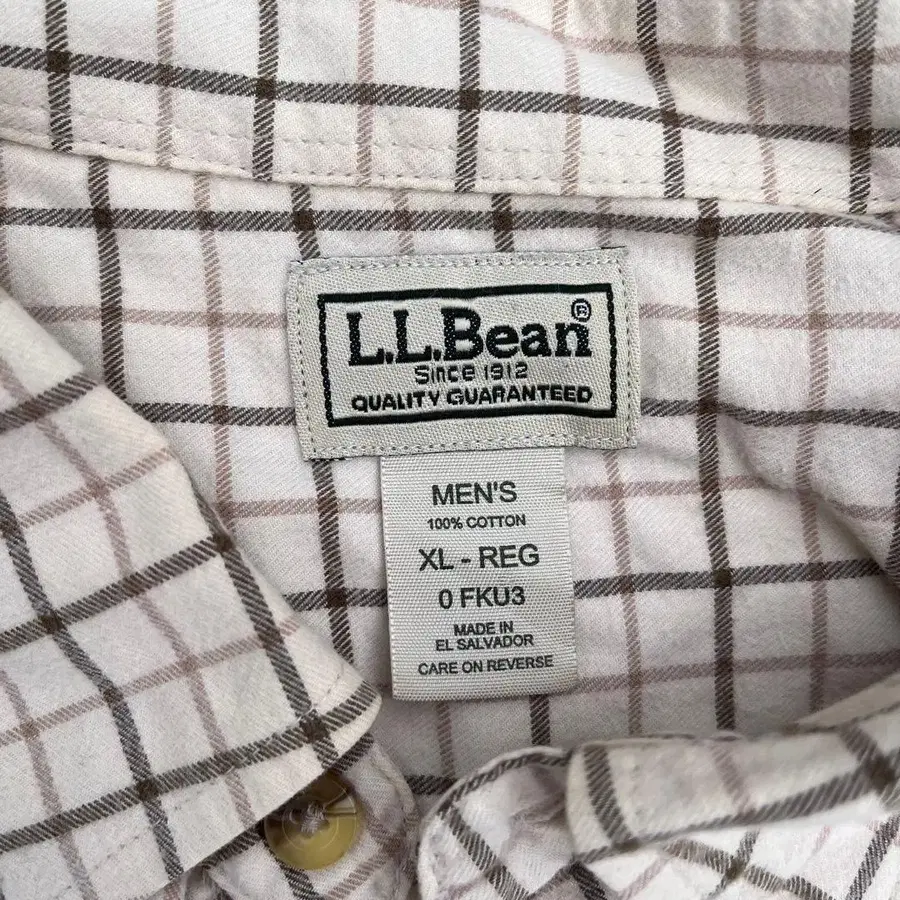 L.L.Bean®
Since 1912
QUALITY GUARANTEED
MEN'S
100% COTTON
XL - REG
0 FKU3
MADE IN
EL SALVADOR
CARE ON REVERSE